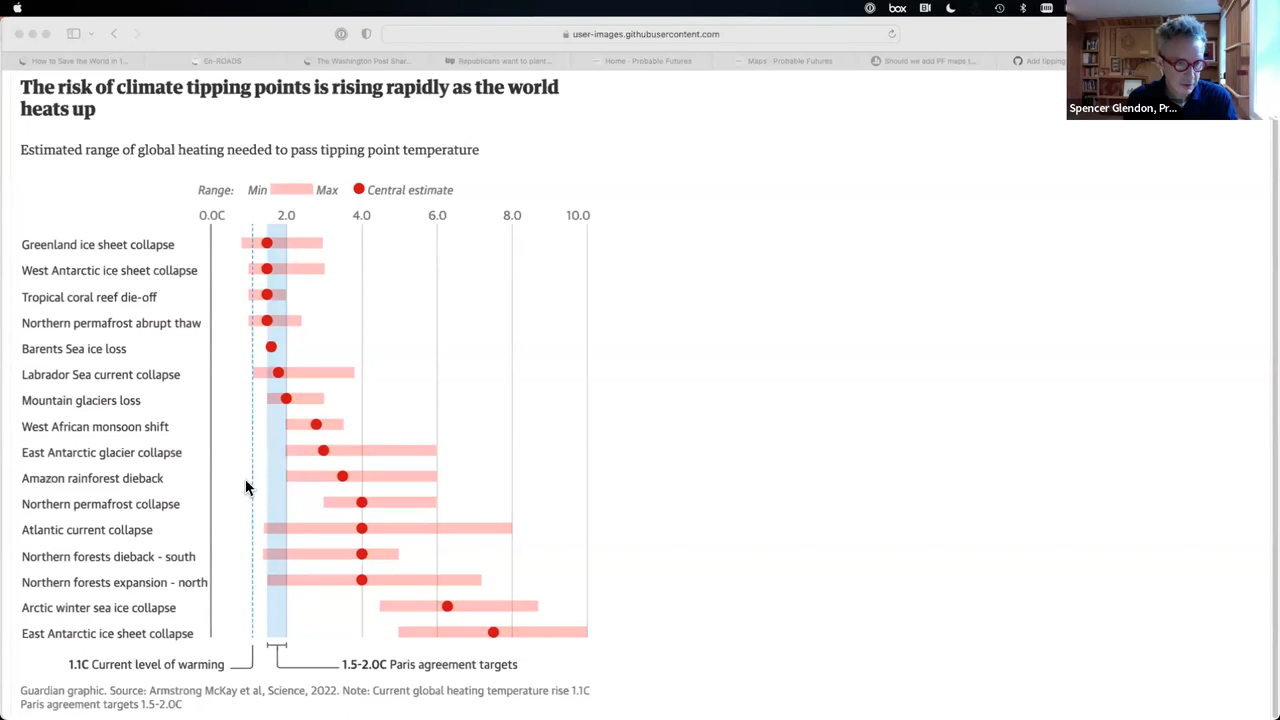 box
user-images.githubusercontent.com
How to Save the World in 1...
En-ROADS
The Washington Post Shar...
Republicans want to plant...
Home · Probable Futures
Maps · Probable Futures
Should we add PF maps t...
Add tipping
Spencer Glendon, Pr...
The risk of climate tipping points is rising rapidly as the world
heats up
Estimated range of global heating needed to pass tipping point temperature
Range: Min Max Central estimate
0.0C 2.0 4.0 6.0 8.0 10.0
Greenland ice sheet collapse
West Antarctic ice sheet collapse
Tropical coral reef die-off
Northern permafrost abrupt thaw
Barents Sea ice loss
Labrador Sea current collapse
Mountain glaciers loss
West African monsoon shift
East Antarctic glacier collapse
Amazon rainforest dieback
Northern permafrost collapse
Atlantic current collapse
Northern forests dieback - south
Northern forests expansion - north
Arctic winter sea ice collapse
East Antarctic ice sheet collapse
1.1C Current level of warming
1.5-2.0C Paris agreement targets
Guardian graphic. Source: Armstrong McKay et al, Science, 2022. Note: Current global heating temperature rise 1.1C
Paris agreement targets 1.5-2.0C